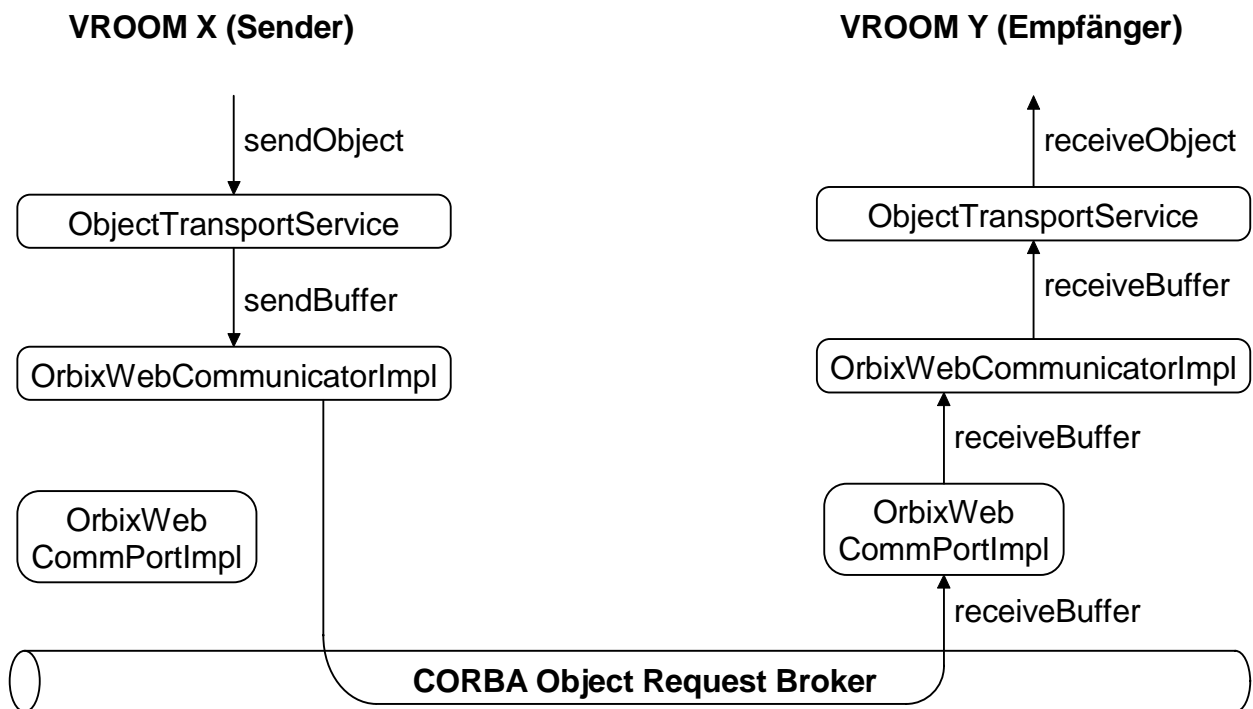 VROOM X (Sender)
VROOM Y (Empfänger)
sendObject
receiveObject
ObjectTransportService
ObjectTransportService
sendBuffer
receiveBuffer
OrbixWebCommunicatorImpl
OrbixWebCommunicatorImpl
receiveBuffer
OrbixWeb
CommPortImpl
OrbixWeb
CommPortImpl
receiveBuffer
CORBA Object Request Broker